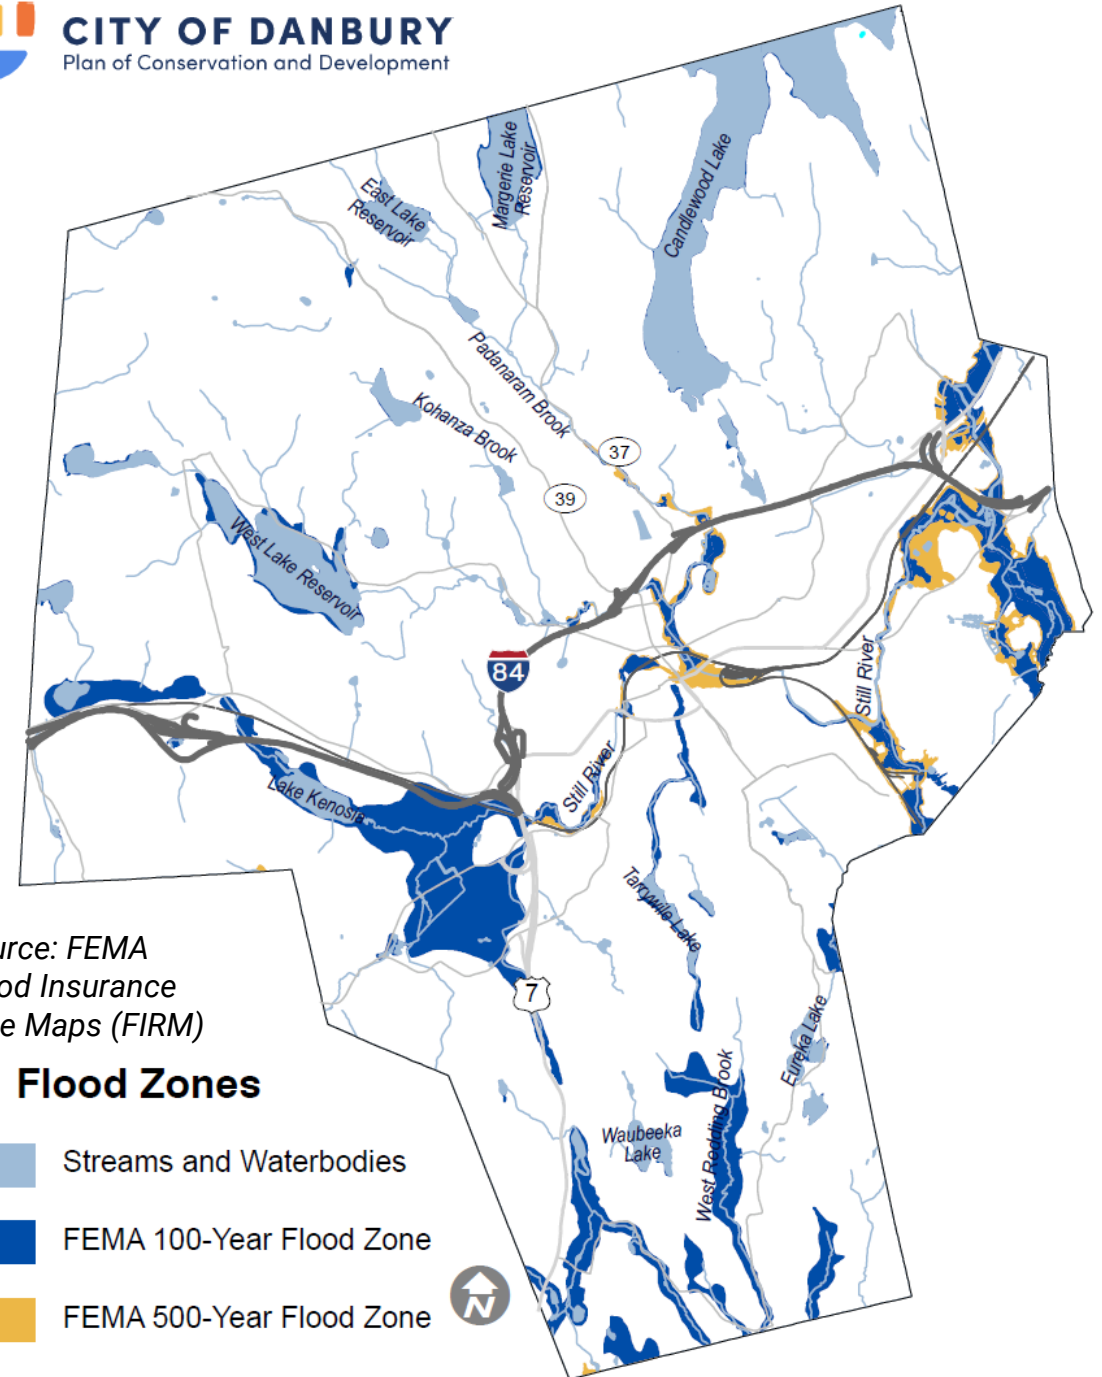 CITY OF DANBURY
Plan of Conservation and Development
Margerie Lake
Reservoir
East Lake
Reservoir
Candlewood Lake
Padanaram Brook
Kohanza Brook
37
39
West Lake Reservoir
84
Still River
Still River
Lake Kenosia
Tarrywile Lake
urce: FEMA
od Insurance
e Maps (FIRM)
7
Eureka Lake
Flood Zones
West Redding Brook
Waubeeka
Lake
Streams and Waterbodies
FEMA 100-Year Flood Zone
FEMA 500-Year Flood Zone
N